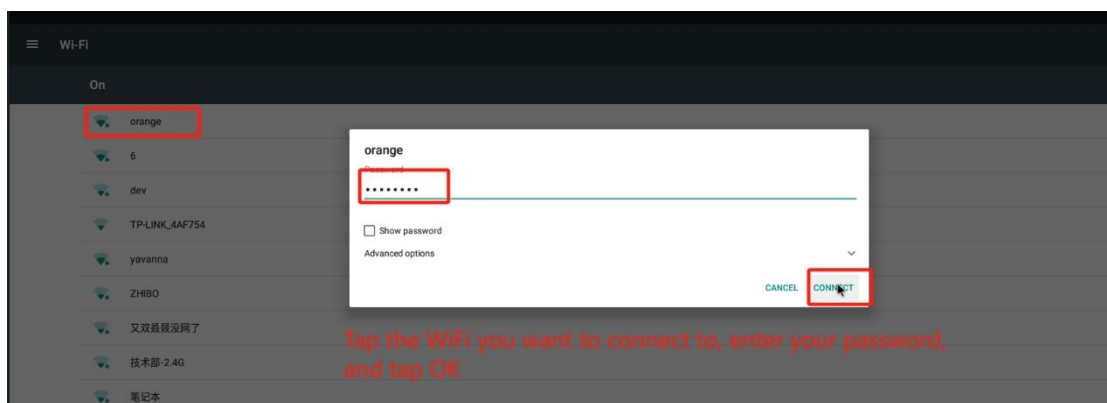 Wi-Fi
On
orange
6
dev
TP-LINK_4AF754
yavanna
ZHIBO
又双叒叕没网了
技术部-2.4G
笔记本
orange
Password
Show password
Advanced options
CANCEL CONNECT
Tap the WiFi you want to connect to, enter your password,
and tap OK